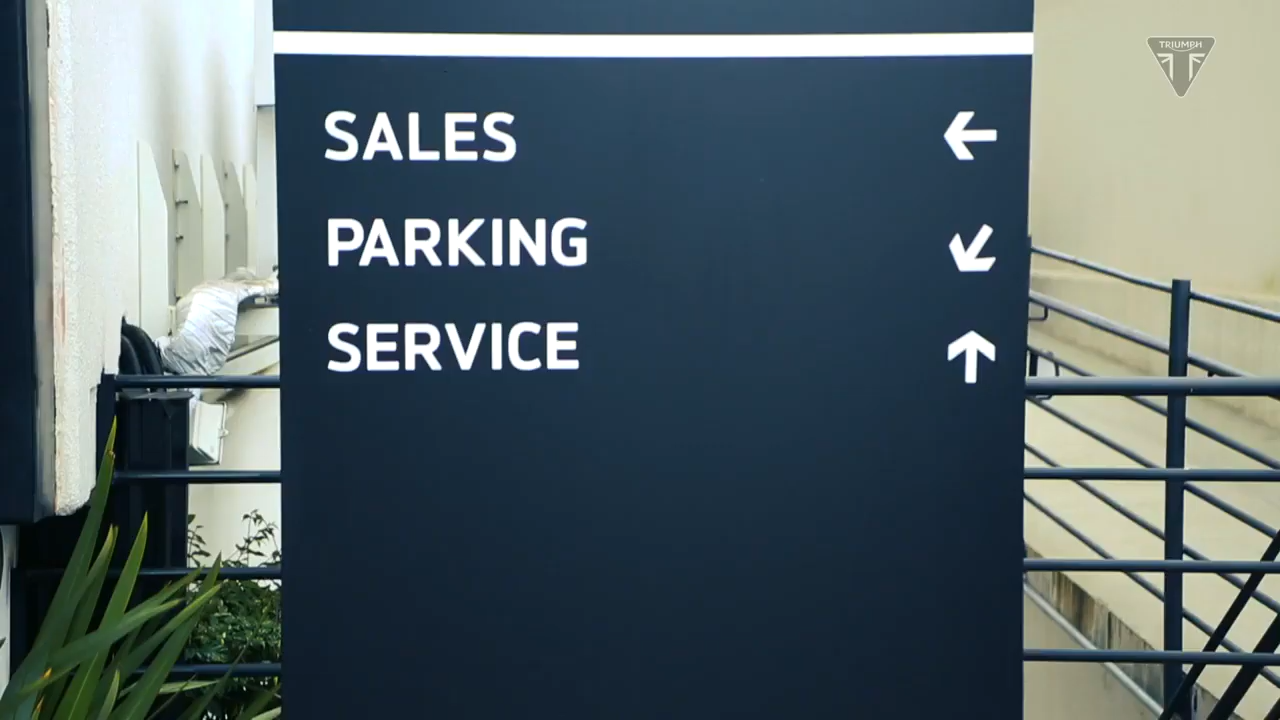 TRIUMPH
SALES ←
PARKING ↙
SERVICE ↑